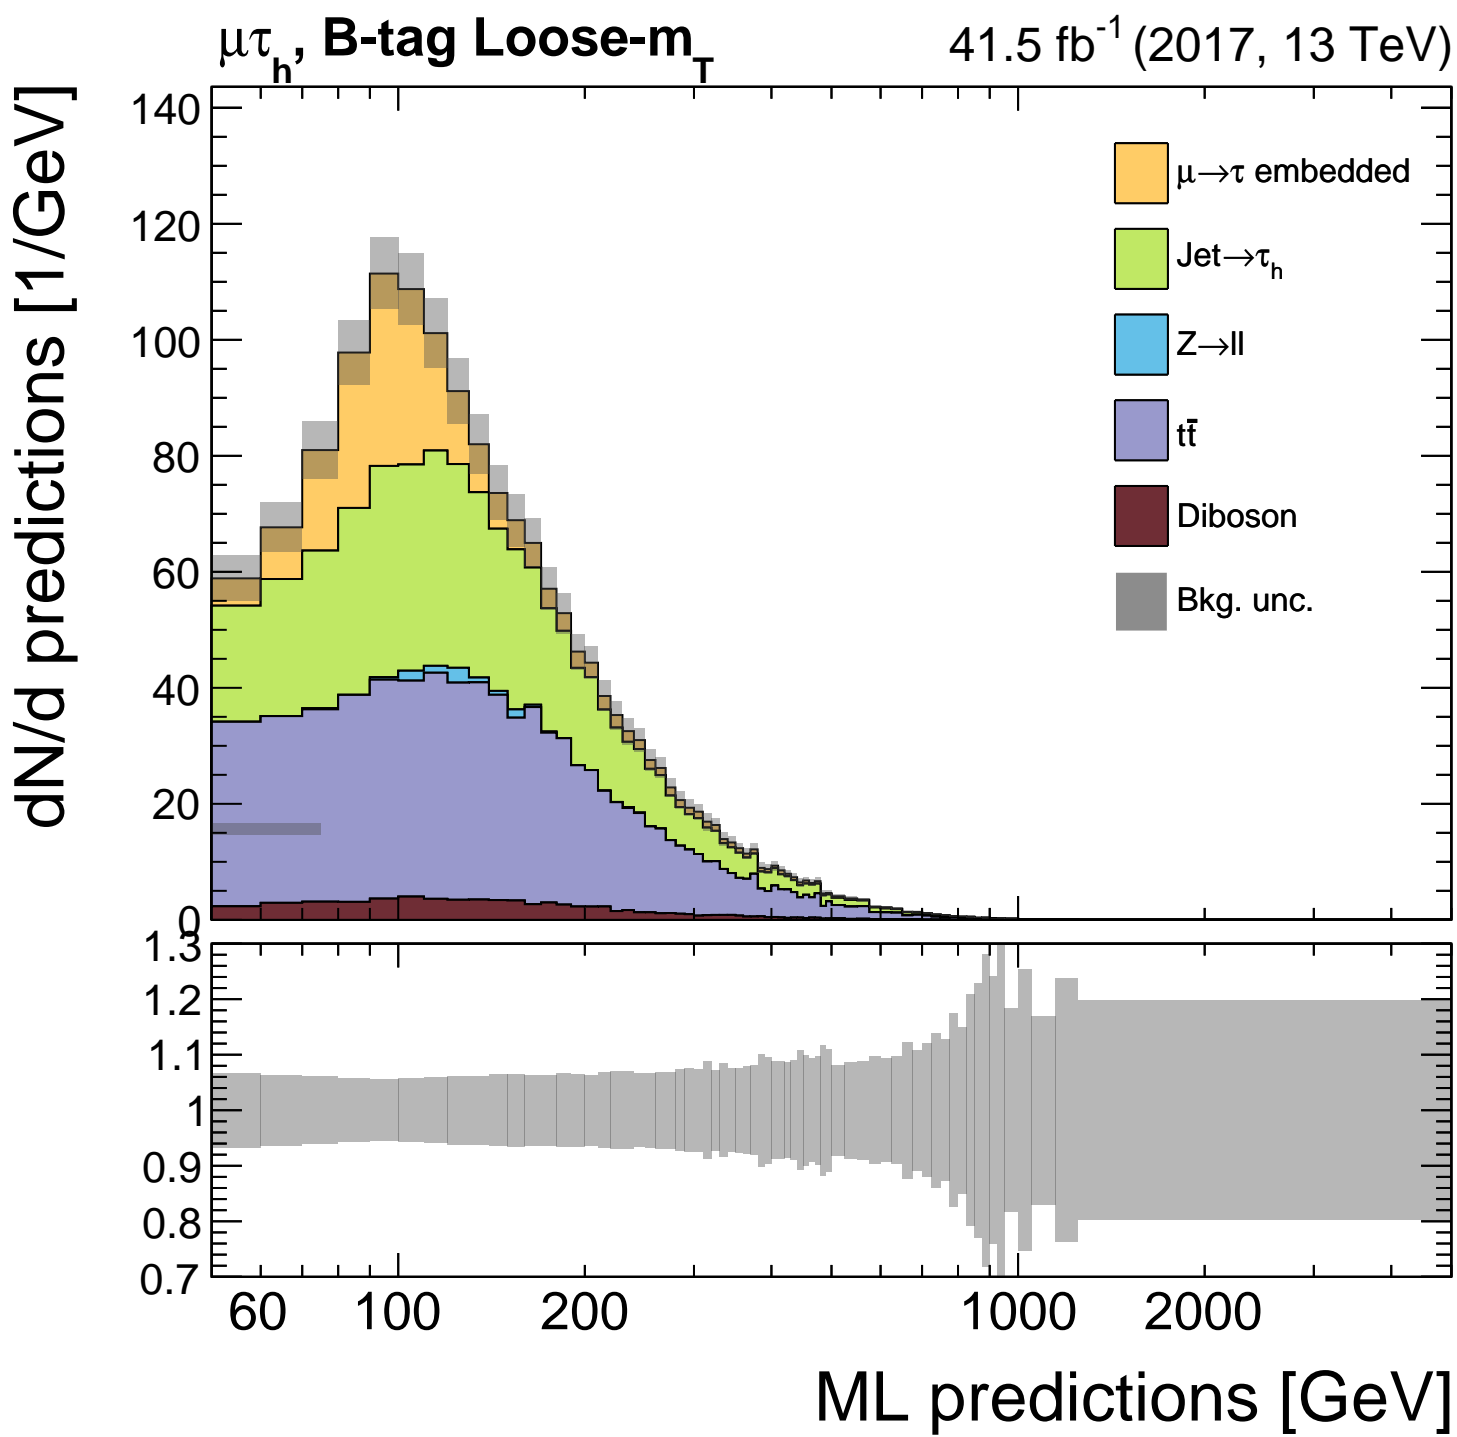 μτh, B-tag Loose-mT
41.5 fb-1 (2017, 13 TeV)
dN/d predictions [1/GeV]
140
120
100
80
60
40
20
0
μ→τ embedded
Jet→τh
Z→ll
tt̄
Diboson
Bkg. unc.
1.3
1.2
1.1
1
0.9
0.8
0.7
60 100 200 1000 2000
ML predictions [GeV]